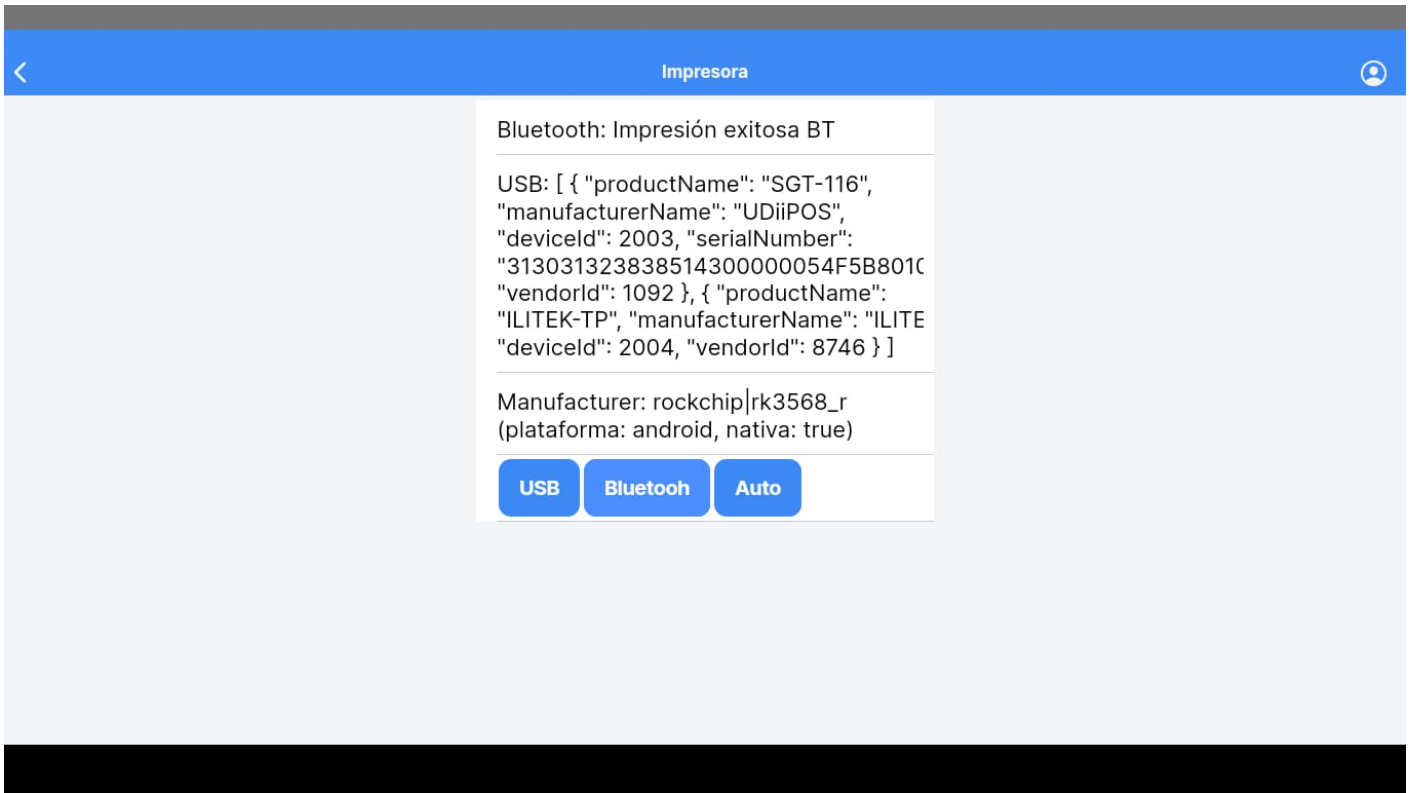 Impresora
Bluetooth: Impresión exitosa BT
USB: [ { "productName": "SGT-116",
"manufacturerName": "UDiiPOS",
"deviceId": 2003, "serialNumber":
"313031323838514300000054F5B8010
"vendorId": 1092 }, { "productName":
"ILITEK-TP", "manufacturerName": "ILITE
"deviceId": 2004, "vendorId": 8746 } ]
Manufacturer: rockchip|rk3568_r
(plataforma: android, nativa: true)
USB Bluetooh Auto